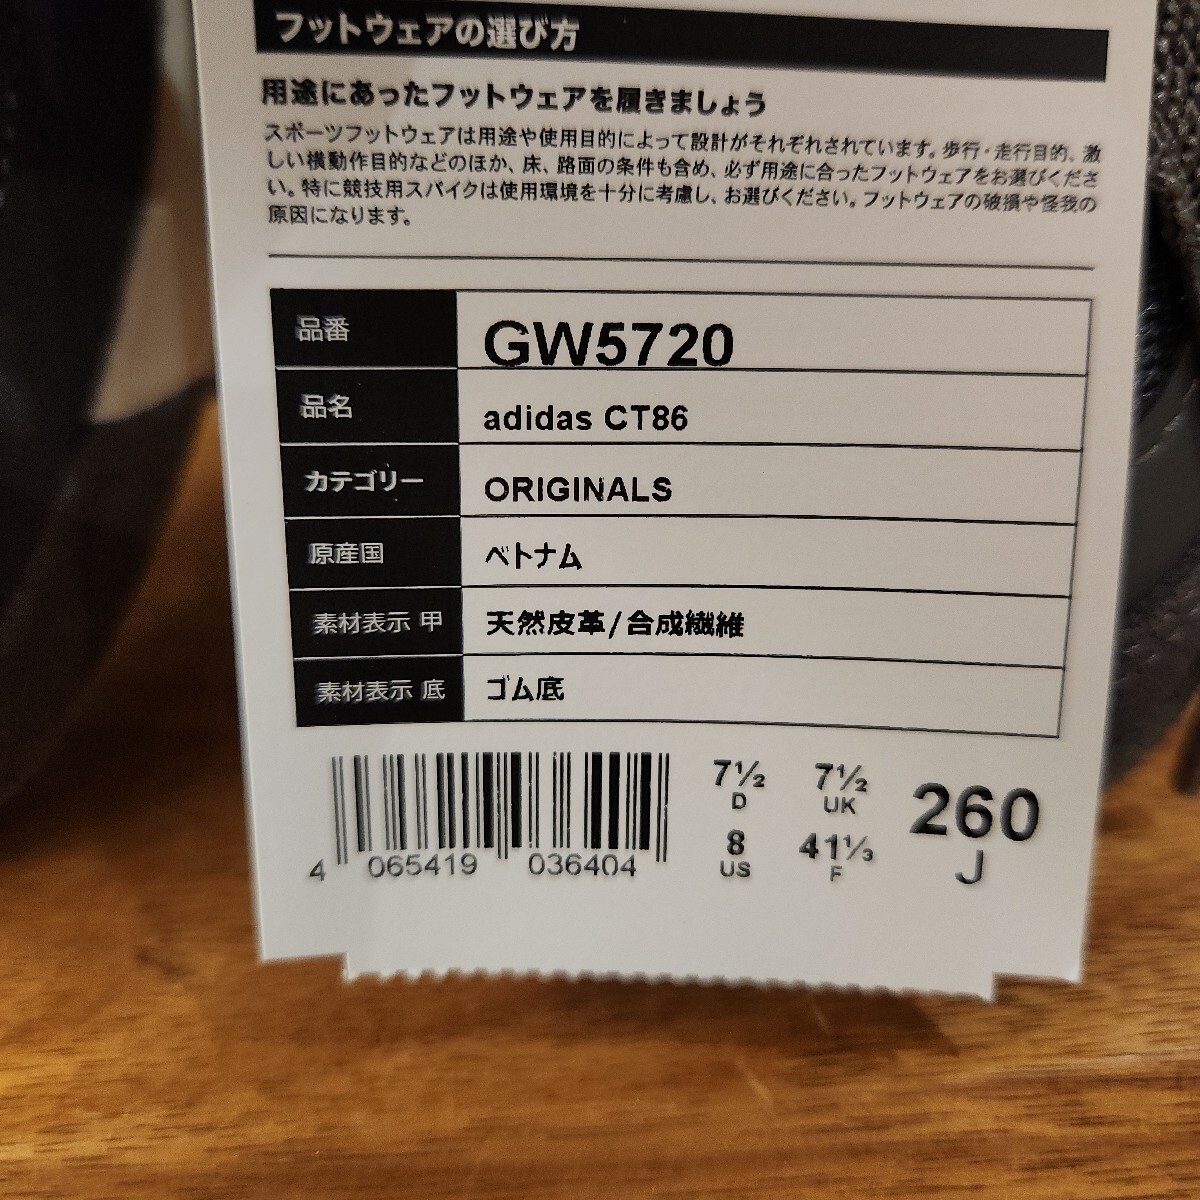 フットウェアの選び方
用途にあったフットウェアを履きましょう
スポーツフットウェアは用途や使用目的によって設計がそれぞれされています。歩行・走行目的、激
しい横動作目的などのほか、床、路面の条件も含め、必ず用途に合ったフットウェアをお選びくださ
い。特に競技用スパイクは使用環境を十分に考慮し、お選びください。フットウェアの破損や怪我の
原因になります。
品番 GW5720
品名 adidas CT86
カテゴリー ORIGINALS
原産国 ベトナム
素材表示 甲 天然皮革/合成繊維
素材表示 底 ゴム底
4 065419 036404
7½ D 7½ UK
8 US 41⅓ F
260 J